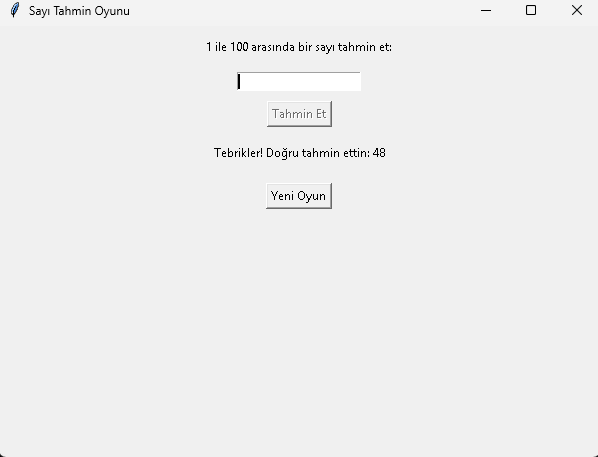 Sayı Tahmin Oyunu
1 ile 100 arasında bir sayı tahmin et:
Tahmin Et
Tebrikler! Doğru tahmin ettin: 48
Yeni Oyun